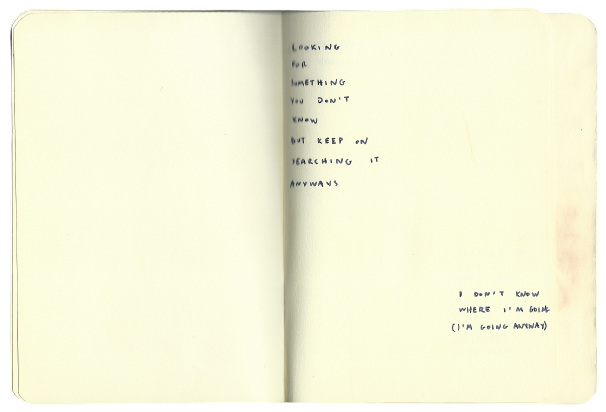 LOOKING
FOR
SOMETHING
YOU DON'T
KNOW
BUT KEEP ON
SEARCHING IT
ANYWAYS
I DON'T KNOW
WHERE I'M GOING
(I'M GOING ANYWAY)